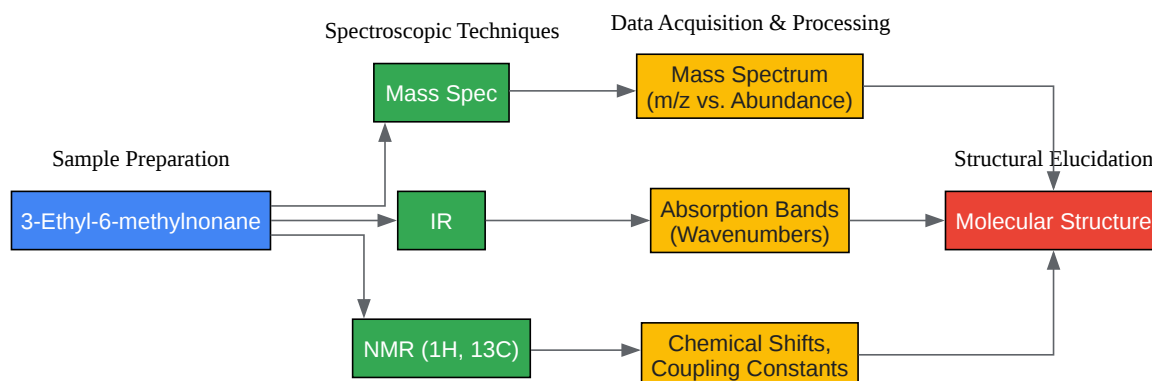 Spectroscopic Techniques
Data Acquisition & Processing
Mass Spec
Mass Spectrum
(m/z vs. Abundance)
Sample Preparation
Structural Elucidation
3-Ethyl-6-methylnonane
IR
Absorption Bands
(Wavenumbers)
Molecular Structure
NMR (1H, 13C)
Chemical Shifts,
Coupling Constants